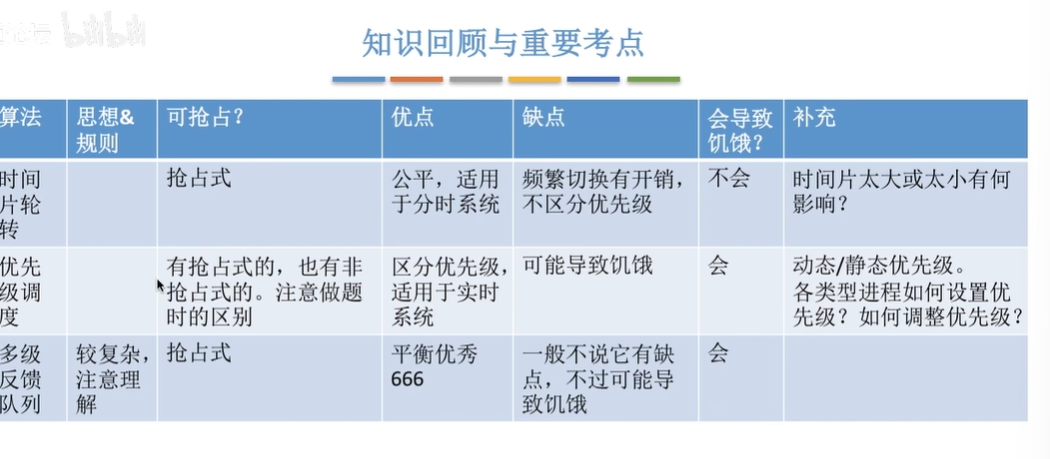 bilibili
知识回顾与重要考点
算法
思想&
规则
可抢占?
优点
缺点
会导致
饥饿?
补充
时间
片轮
转
抢占式
公平，适用
于分时系统
频繁切换有开销，
不区分优先级
不会
时间片太大或太小有何
影响?
优先
级调
度
有抢占式的，也有非
抢占式的。注意做题
时的区别
区分优先级，
适用于实时
系统
可能导致饥饿
会
动态/静态优先级。
各类型进程如何设置优
先级？如何调整优先级?
多级
反馈
队列
较复杂，
注意理
解
抢占式
平衡优秀
666
一般不说它有缺
点，不过可能导
致饥饿
会